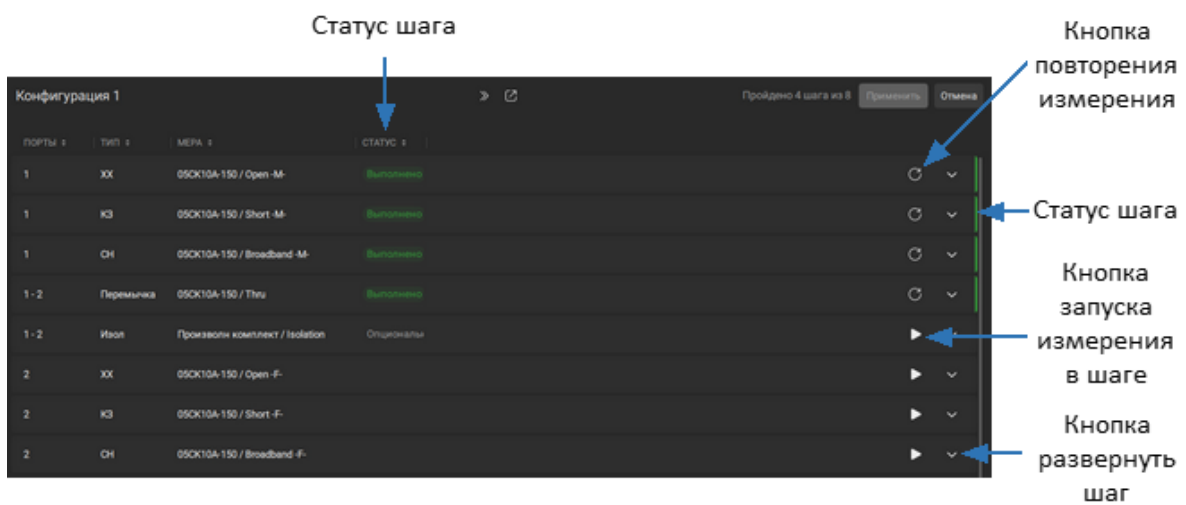 Статус шага
Кнопка
повторения
измерения
Конфигурация 1
Пройдено 4 шага из 8 Применить Отмена
ПОРТЫ ТИП МЕРА СТАТУС
1 ХХ 05CK10A-150 / Open -M- Выполнено
1 КЗ 05CK10A-150 / Short -M- Выполнено
Статус шага
1 СН 05CK10A-150 / Broadband -M- Выполнено
1 - 2 Перемычка 05CK10A-150 / Thru Выполнено
1 - 2 Изол Произволн комплект / Isolation Опциональн
Кнопка
запуска
измерения
в шаге
2 ХХ 05CK10A-150 / Open -F-
2 КЗ 05CK10A-150 / Short -F-
2 СН 05CK10A-150 / Broadband -F-
Кнопка
развернуть
шаг